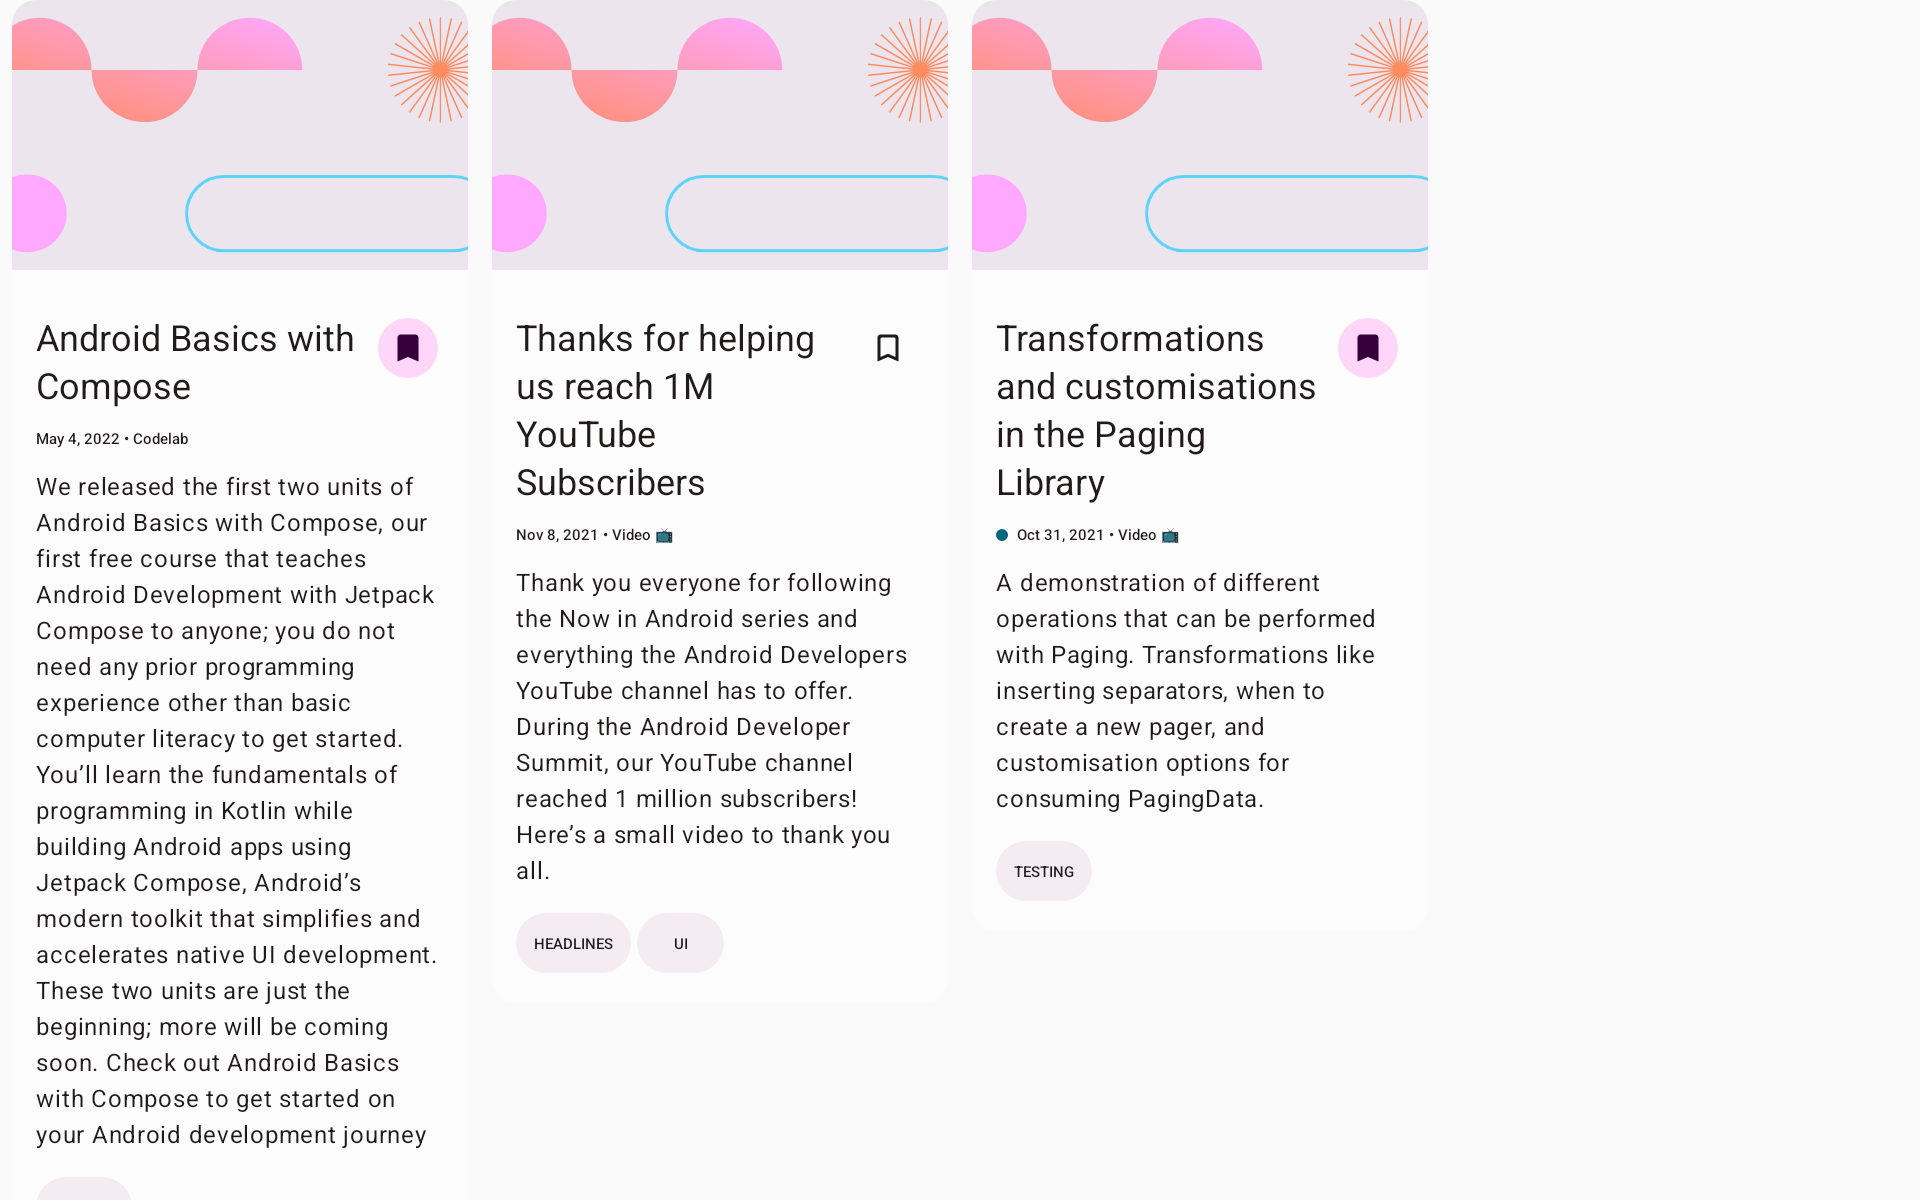 Android Basics with
Compose
May 4, 2022 • Codelab
We released the first two units of
Android Basics with Compose, our
first free course that teaches
Android Development with Jetpack
Compose to anyone; you do not
need any prior programming
experience other than basic
computer literacy to get started.
You’ll learn the fundamentals of
programming in Kotlin while
building Android apps using
Jetpack Compose, Android’s
modern toolkit that simplifies and
accelerates native UI development.
These two units are just the
beginning; more will be coming
soon. Check out Android Basics
with Compose to get started on
your Android development journey
Thanks for helping
us reach 1M
YouTube
Subscribers
Nov 8, 2021 • Video 📺
Thank you everyone for following
the Now in Android series and
everything the Android Developers
YouTube channel has to offer.
During the Android Developer
Summit, our YouTube channel
reached 1 million subscribers!
Here’s a small video to thank you
all.
HEADLINES
UI
Transformations
and customisations
in the Paging
Library
Oct 31, 2021 • Video 📺
A demonstration of different
operations that can be performed
with Paging. Transformations like
inserting separators, when to
create a new pager, and
customisation options for
consuming PagingData.
TESTING